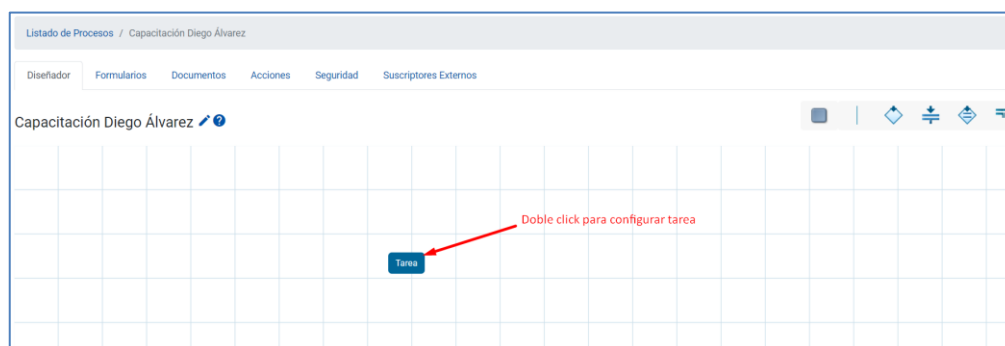 Listado de Procesos / Capacitación Diego Álvarez
Diseñador Formularios Documentos Acciones Seguridad Suscriptores Externos
Capacitación Diego Álvarez
Doble click para configurar tarea
Tarea